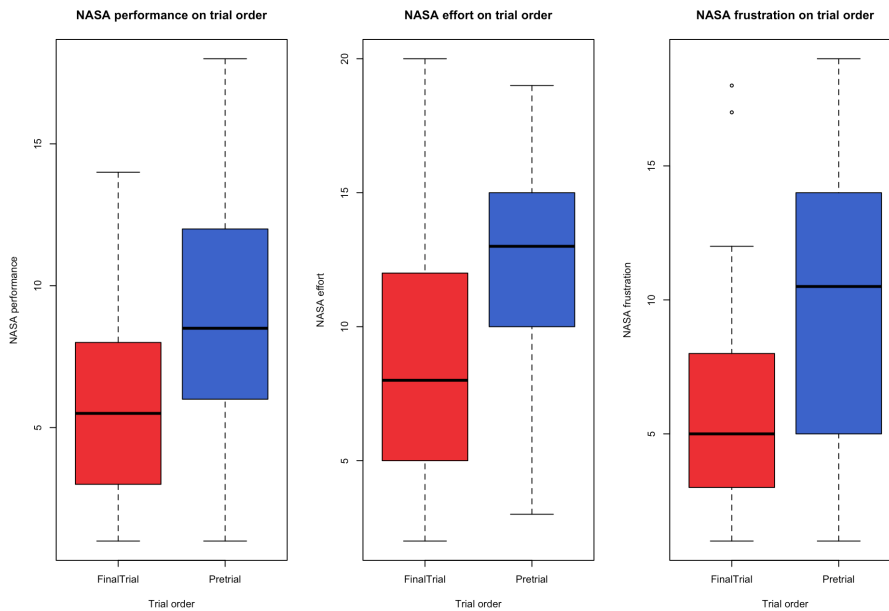 NASA performance on trial order
NASA performance
5
10
15
FinalTrial
Pretrial
Trial order
NASA effort on trial order
NASA effort
5
10
15
20
FinalTrial
Pretrial
Trial order
NASA frustration on trial order
NASA frustration
5
10
15
FinalTrial
Pretrial
Trial order